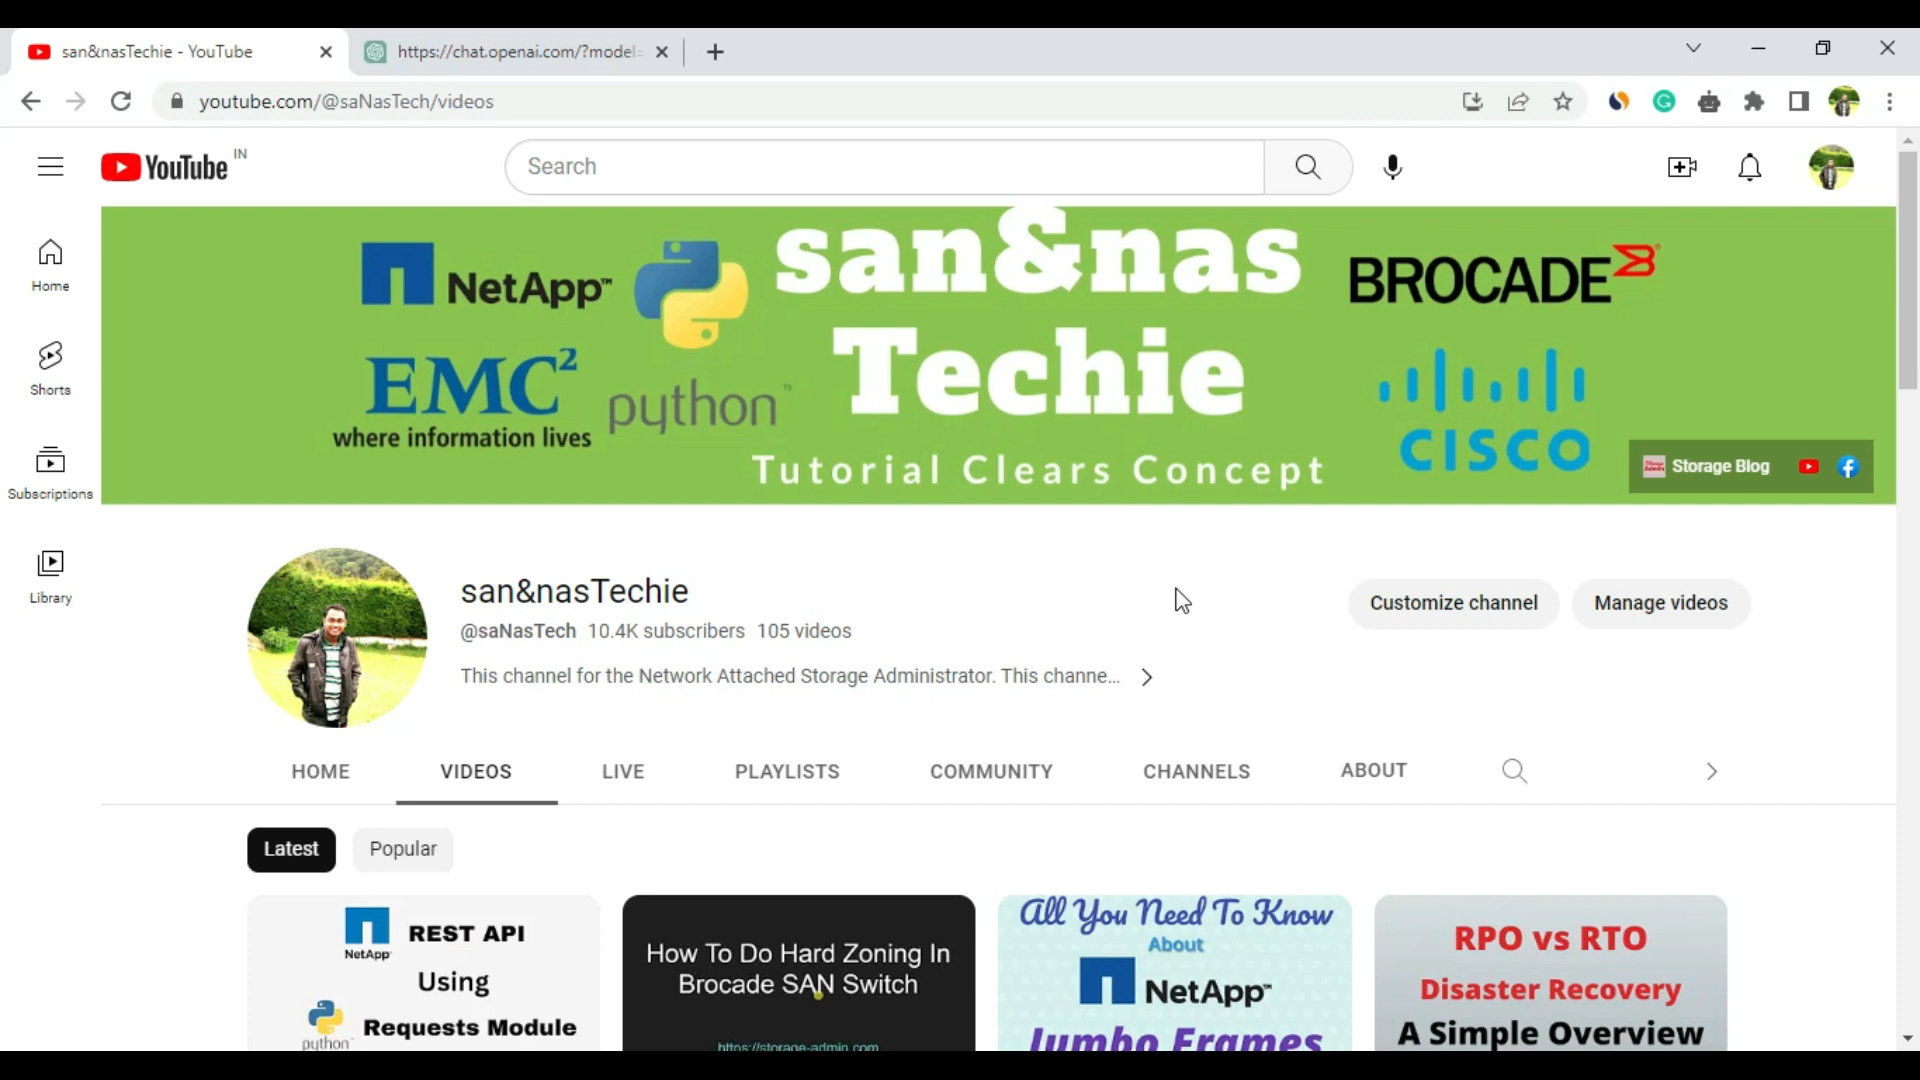 san&nasTechie - YouTube
https://chat.openai.com/?model=
youtube.com/@saNasTech/videos
YouTube IN
Search
Home
Shorts
Subscriptions
Library
NetApp™
EMC²
where information lives
python
san&nas
Techie
Tutorial Clears Concept
BROCADE
CISCO
Storage Blog
san&nasTechie
@saNasTech 10.4K subscribers 105 videos
This channel for the Network Attached Storage Administrator. This channe...
Customize channel
Manage videos
HOME
VIDEOS
LIVE
PLAYLISTS
COMMUNITY
CHANNELS
ABOUT
Latest
Popular
NetApp
REST API
Using
python
Requests Module
How To Do Hard Zoning In
Brocade SAN Switch
https://storage-admin.com
All You Need To Know
About
NetApp™
Jumbo Frames
RPO vs RTO
Disaster Recovery
A Simple Overview